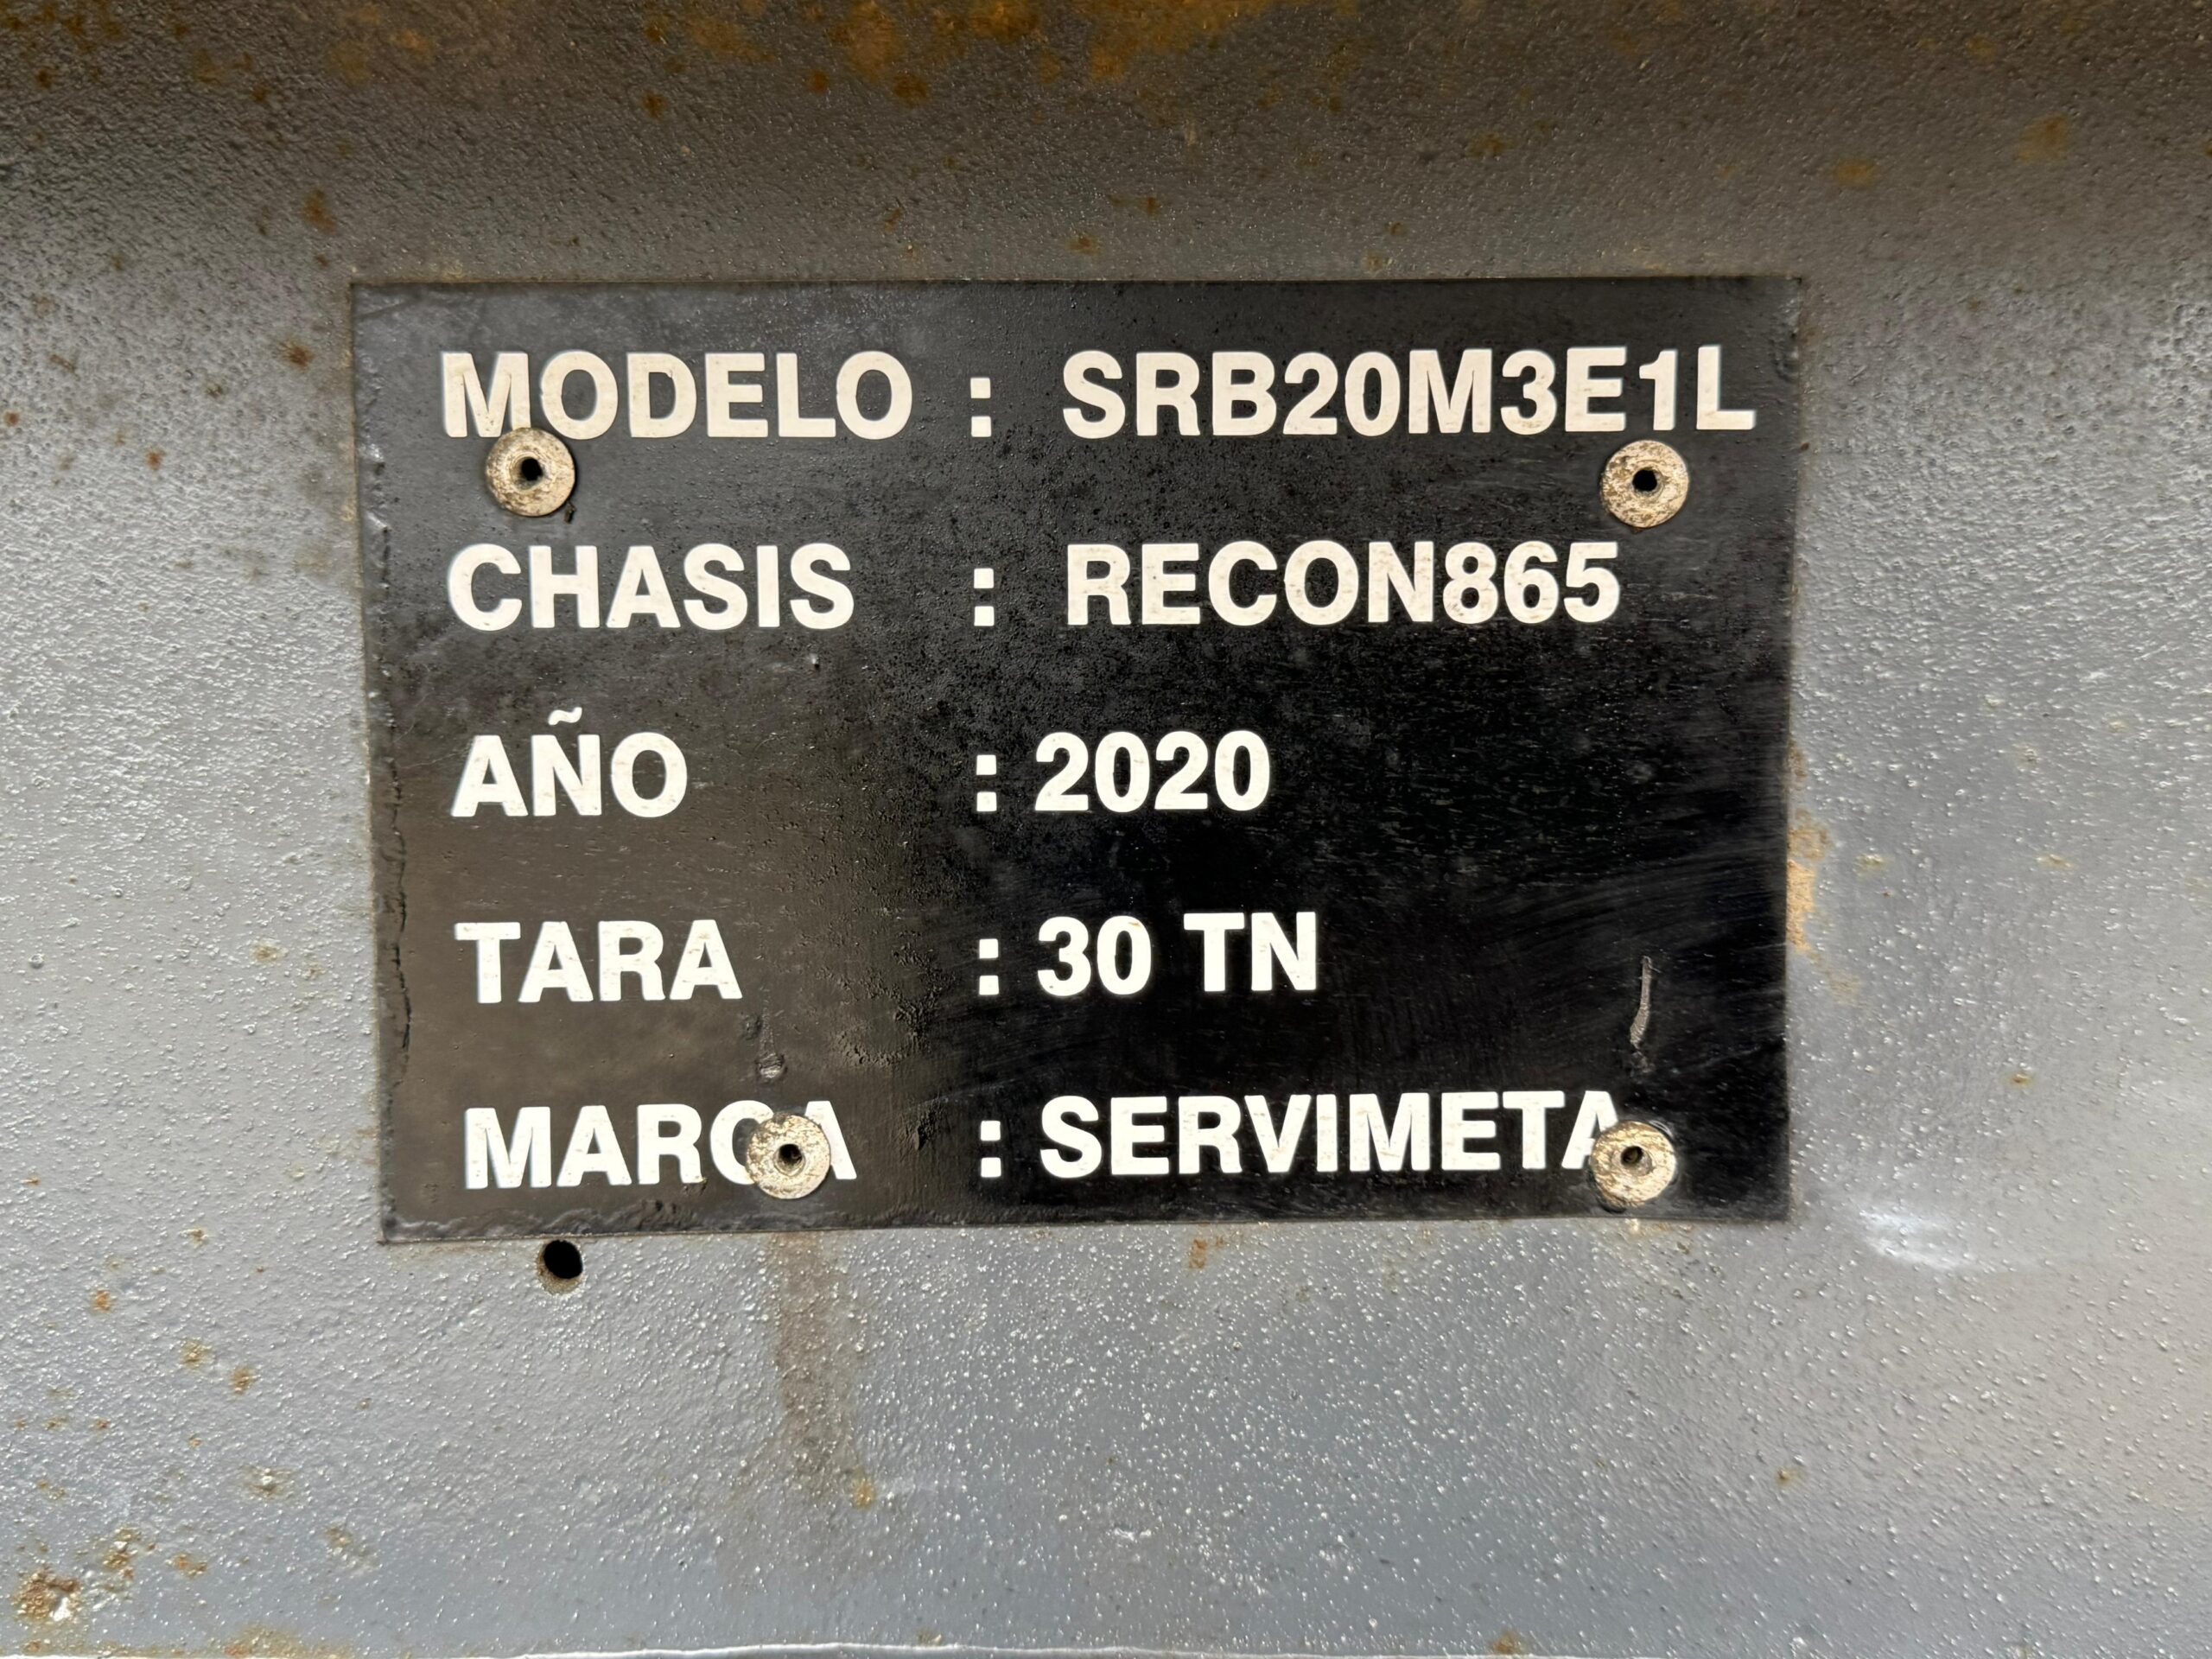 MODELO : SRB20M3E1L
CHASIS : RECON865
AÑO : 2020
TARA : 30 TN
MARCA : SERVIMETA